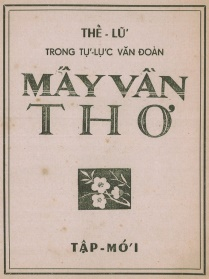 THẾ-LỮ
TRONG TỰ-LỰC VĂN ĐOÀN
MẤY VẦN
THƠ
TẬP-MỚI